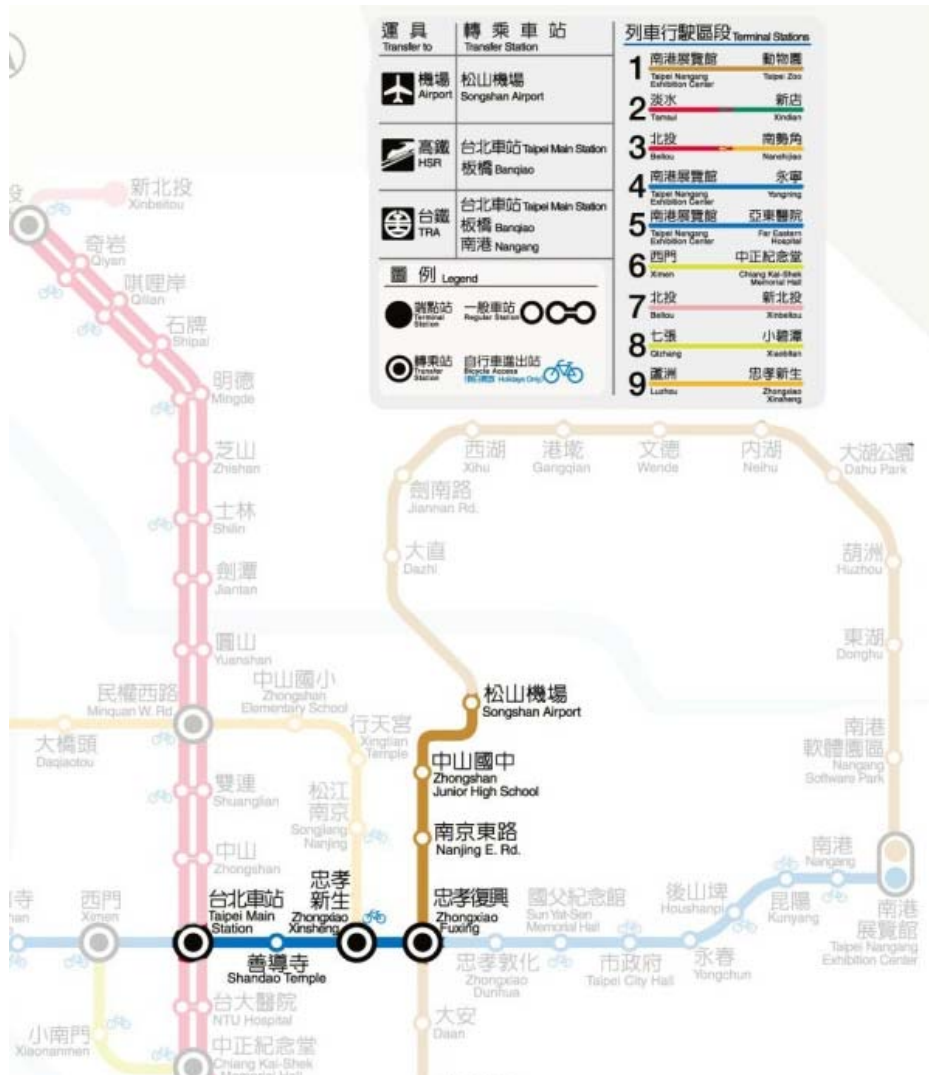 運具
Transfer to
轉乘車站
Transfer Station
機場
Airport
松山機場
Songshan Airport
高鐵
HSR
台北車站 Taipei Main Station
板橋 Banqiao
台鐵
TRA
台北車站 Taipei Main Station
板橋 Banqiao
南港 Nangang
圖例 Legend
端點站
Terminal
Station
一般車站
Regular Station
轉乘站
Transfer
Station
自行車進出站
Bicycle Access
Holidays Only
列車行駛區段 Terminal Stations
1 南港展覽館 動物園
Taipei Nangang
Exhibition Center
Taipei Zoo
2 淡水 新店
Tamsui Xindian
3 北投 南勢角
Beitou Nanshijiao
4 南港展覽館 永寧
Taipei Nangang
Exhibition Center
Yongning
5 南港展覽館 亞東醫院
Taipei Nangang
Exhibition Center
Far Eastern
Hospital
6 西門 中正紀念堂
Ximen
Chiang Kai-Shek
Memorial Hall
7 北投 新北投
Beitou Xinbeitou
8 七張 小碧潭
Qizhang Xiaobitan
9 蘆洲 忠孝新生
Luzhou
Zhongxiao
Xinsheng
新北投
Xinbeitou
奇岩
Qiyan
唭哩岸
Qilian
石牌
Shipai
明德
Mingde
芝山
Zhishan
士林
Shilin
劍潭
Jiantan
圓山
Yuanshan
民權西路
Minquan W. Rd
大橋頭
Daqiaotou
中山國小
Zhongshan
Elementary School
行天宮
Xingtian
Temple
雙連
Shuanglian
松江
南京
Songjiang
Nanjing
中山
Zhongshan
西湖
Xihu
港墘
Gangqian
文德
Wende
內湖
Neihu
大湖公園
Dahu Park
劍南路
Jiannan Rd.
大直
Dazhi
葫洲
Huzhou
東湖
Donghu
松山機場
Songshan Airport
南港
軟體園區
Nangang
Software Park
中山國中
Zhongshan
Junior High School
南京東路
Nanjing E. Rd.
西門
Ximen
台北車站
Taipei Main
Station
忠孝
新生
Zhongxiao
Xinsheng
善導寺
Shandao Temple
忠孝復興
Zhongxiao
Fuxing
國父紀念館
Sun Yat-Sen
Memorial Hall
忠孝敦化
Zhongxiao
Dunhua
市政府
Taipei City Hall
永春
Yongchun
後山埤
Houshanpi
昆陽
Kunyang
南港
Nangang
南港
展覽館
Taipei Nangang
Exhibition Center
台大醫院
NTU Hospital
小南門
Xiaonanmen
中正紀念堂
Chiang Kai-Shek
大安
Daan